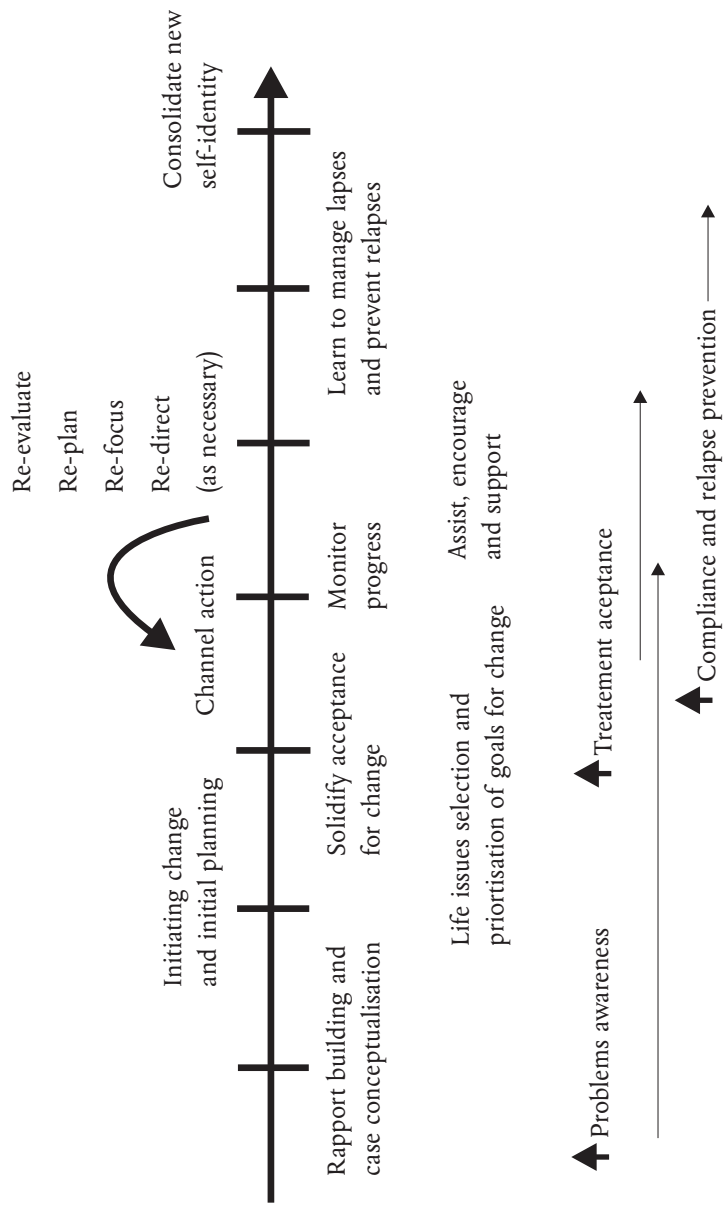 Re-evaluate
Re-plan
Re-focus
Re-direct
(as necessary)
Consolidate new
self-identity
Initiating change
and initial planning
Channel action
Rapport building and
case conceptualisation
Solidify acceptance
for change
Monitor
progress
Learn to manage lapses
and prevent relapses
Life issues selection and
priortisation of goals for change
Assist, encourage
and support
Problems awareness
Treatement aceptance
Compliance and relapse prevention